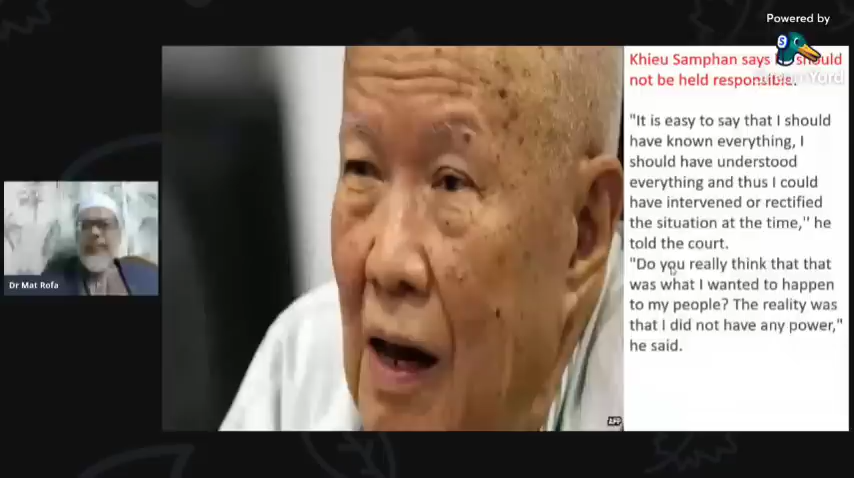 Powered by
Khieu Samphan says he should
not be held responsible.
"It is easy to say that I should
have known everything, I
should have understood
everything and thus I could
have intervened or rectified
the situation at the time," he
told the court.
"Do you really think that that
was what I wanted to happen
to my people? The reality was
that I did not have any power,"
he said.
Dr Mat Rofa
AFP